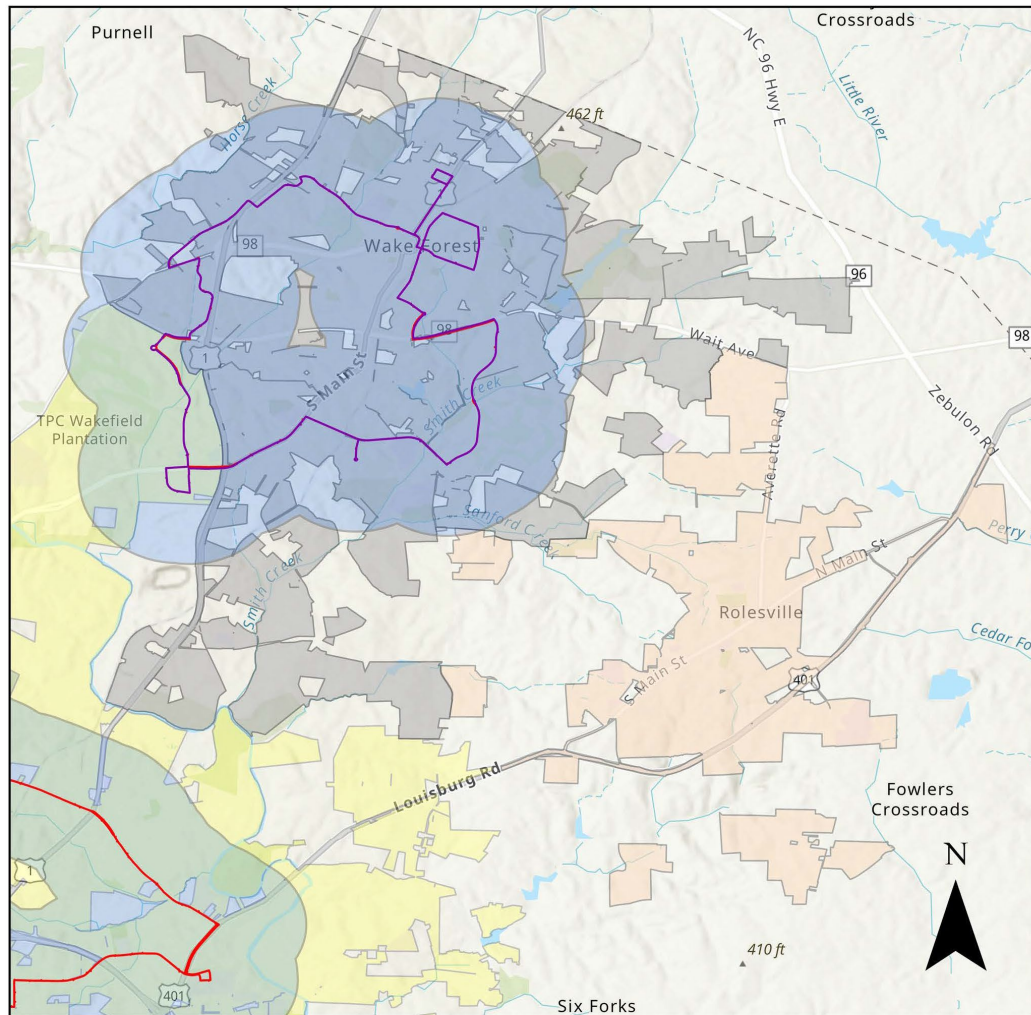 Crossroads
Purnell
NC 96 Hwy E
Little River
462 ft
Horse Creek
1
98
Wake Forest
96
98
98
Wait Ave
1
S Main St
Smith Creek
TPC Wakefield
Plantation
Zebulon Rd
Averette Rd
Sanford Creek
Perry
N Main St
Smith Creek
Rolesville
Cedar Fo
S Main St
401
Louisburg Rd
Fowlers
Crossroads
N
1
410 ft
401
Six Forks